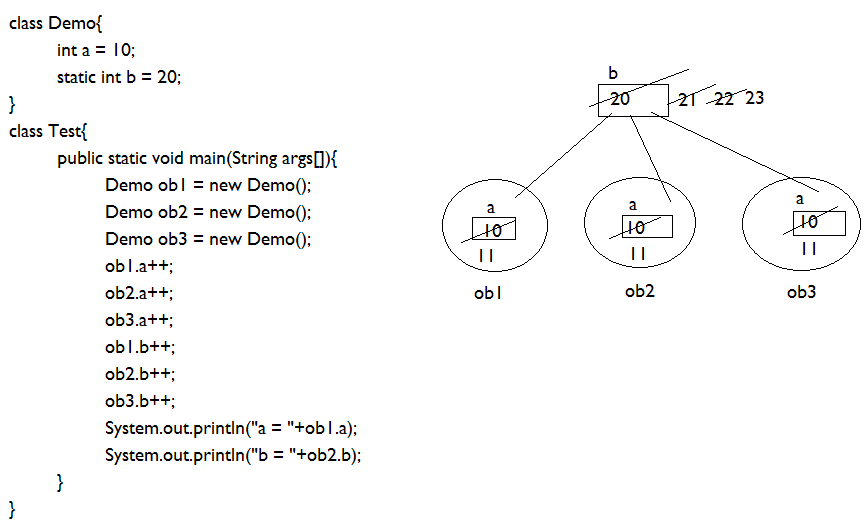 class Demo{
int a = 10;
static int b = 20;
}
class Test{
public static void main(String args[]){
Demo ob1 = new Demo();
Demo ob2 = new Demo();
Demo ob3 = new Demo();
ob1.a++;
ob2.a++;
ob3.a++;
ob1.b++;
ob2.b++;
ob3.b++;
System.out.println("a = "+ob1.a);
System.out.println("b = "+ob2.b);
}
}
b
20 21 22 23
a a a
10 10 10
11 11 11
ob1 ob2 ob3